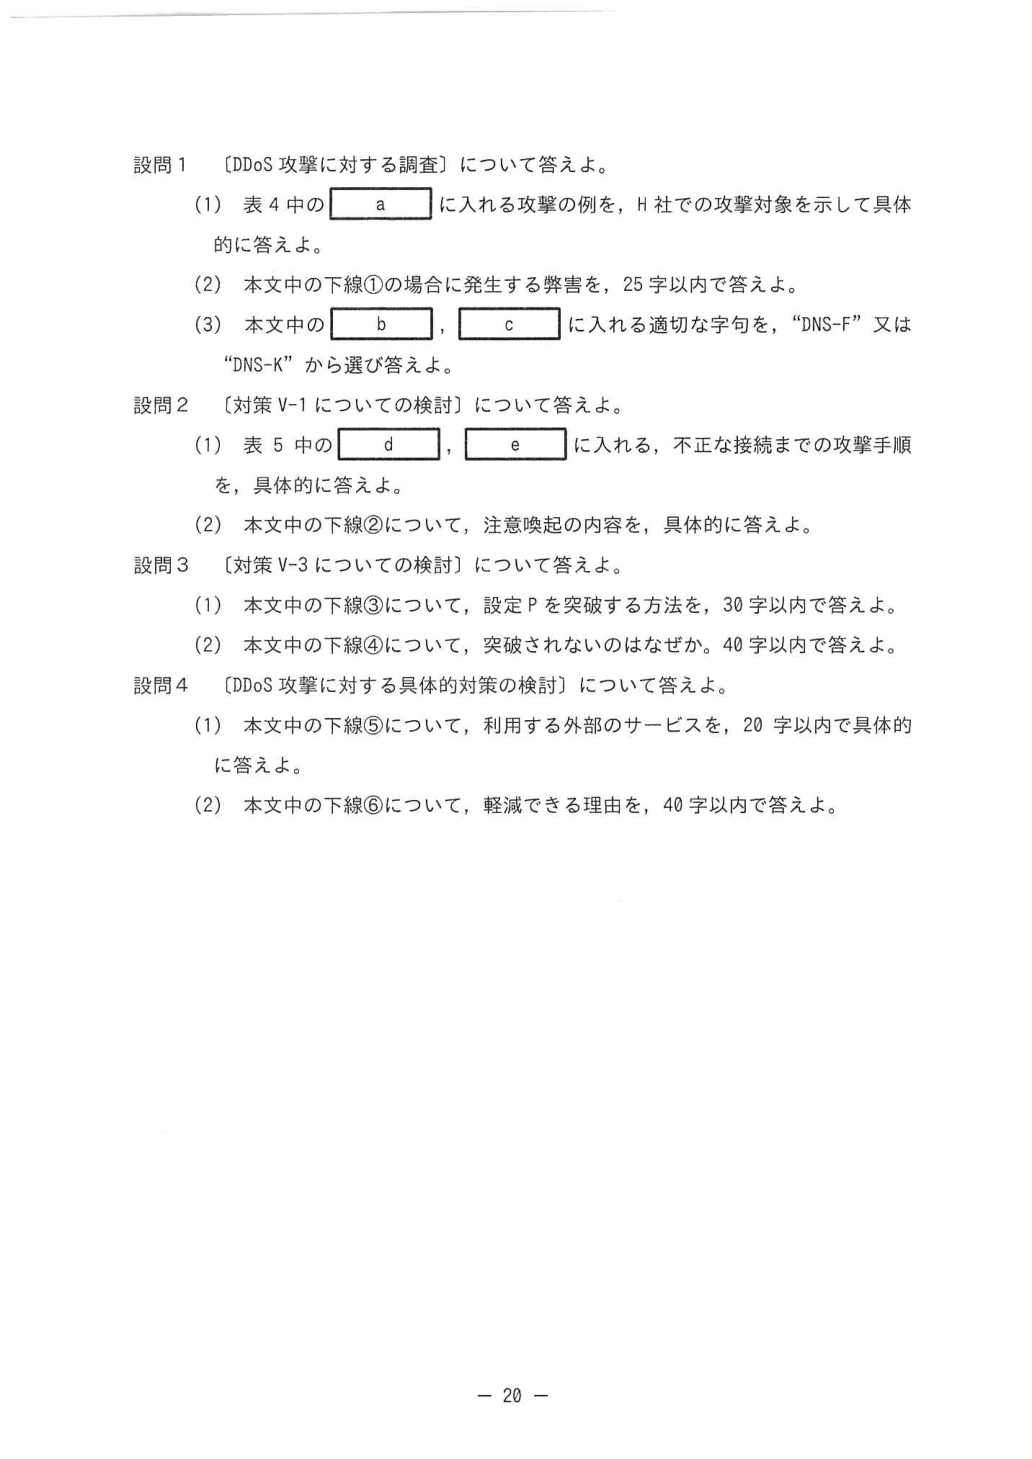 設問1 〔DDoS 攻撃に対する調査〕について答えよ。
(1) 表 4 中の a に入れる攻撃の例を，H 社での攻撃対象を示して具体
的に答えよ。
(2) 本文中の下線①の場合に発生する弊害を，25 字以内で答えよ。
(3) 本文中の b ， c に入れる適切な字句を，“DNS-F” 又は
“DNS-K” から選び答えよ。
設問2 〔対策 V-1 についての検討〕について答えよ。
(1) 表 5 中の d ， e に入れる，不正な接続までの攻撃手順
を，具体的に答えよ。
(2) 本文中の下線②について，注意喚起の内容を，具体的に答えよ。
設問3 〔対策 V-3 についての検討〕について答えよ。
(1) 本文中の下線③について，設定 P を突破する方法を，30 字以内で答えよ。
(2) 本文中の下線④について，突破されないのはなぜか。40 字以内で答えよ。
設問4 〔DDoS 攻撃に対する具体的対策の検討〕について答えよ。
(1) 本文中の下線⑤について，利用する外部のサービスを，20 字以内で具体的
に答えよ。
(2) 本文中の下線⑥について，軽減できる理由を，40 字以内で答えよ。
— 20 —